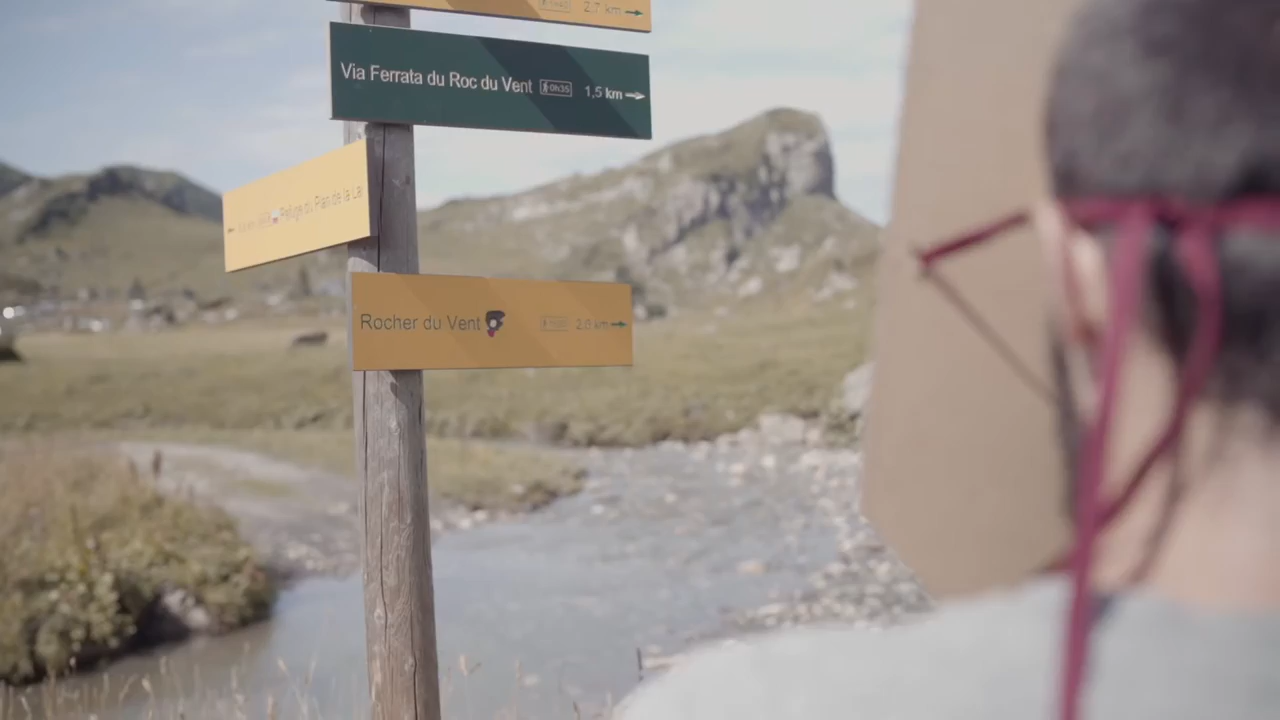 2.7 km
Via Ferrata du Roc du Vent 0h35 1,5 km
Refuge du Plan de la Lai
Rocher du Vent 2.8 km